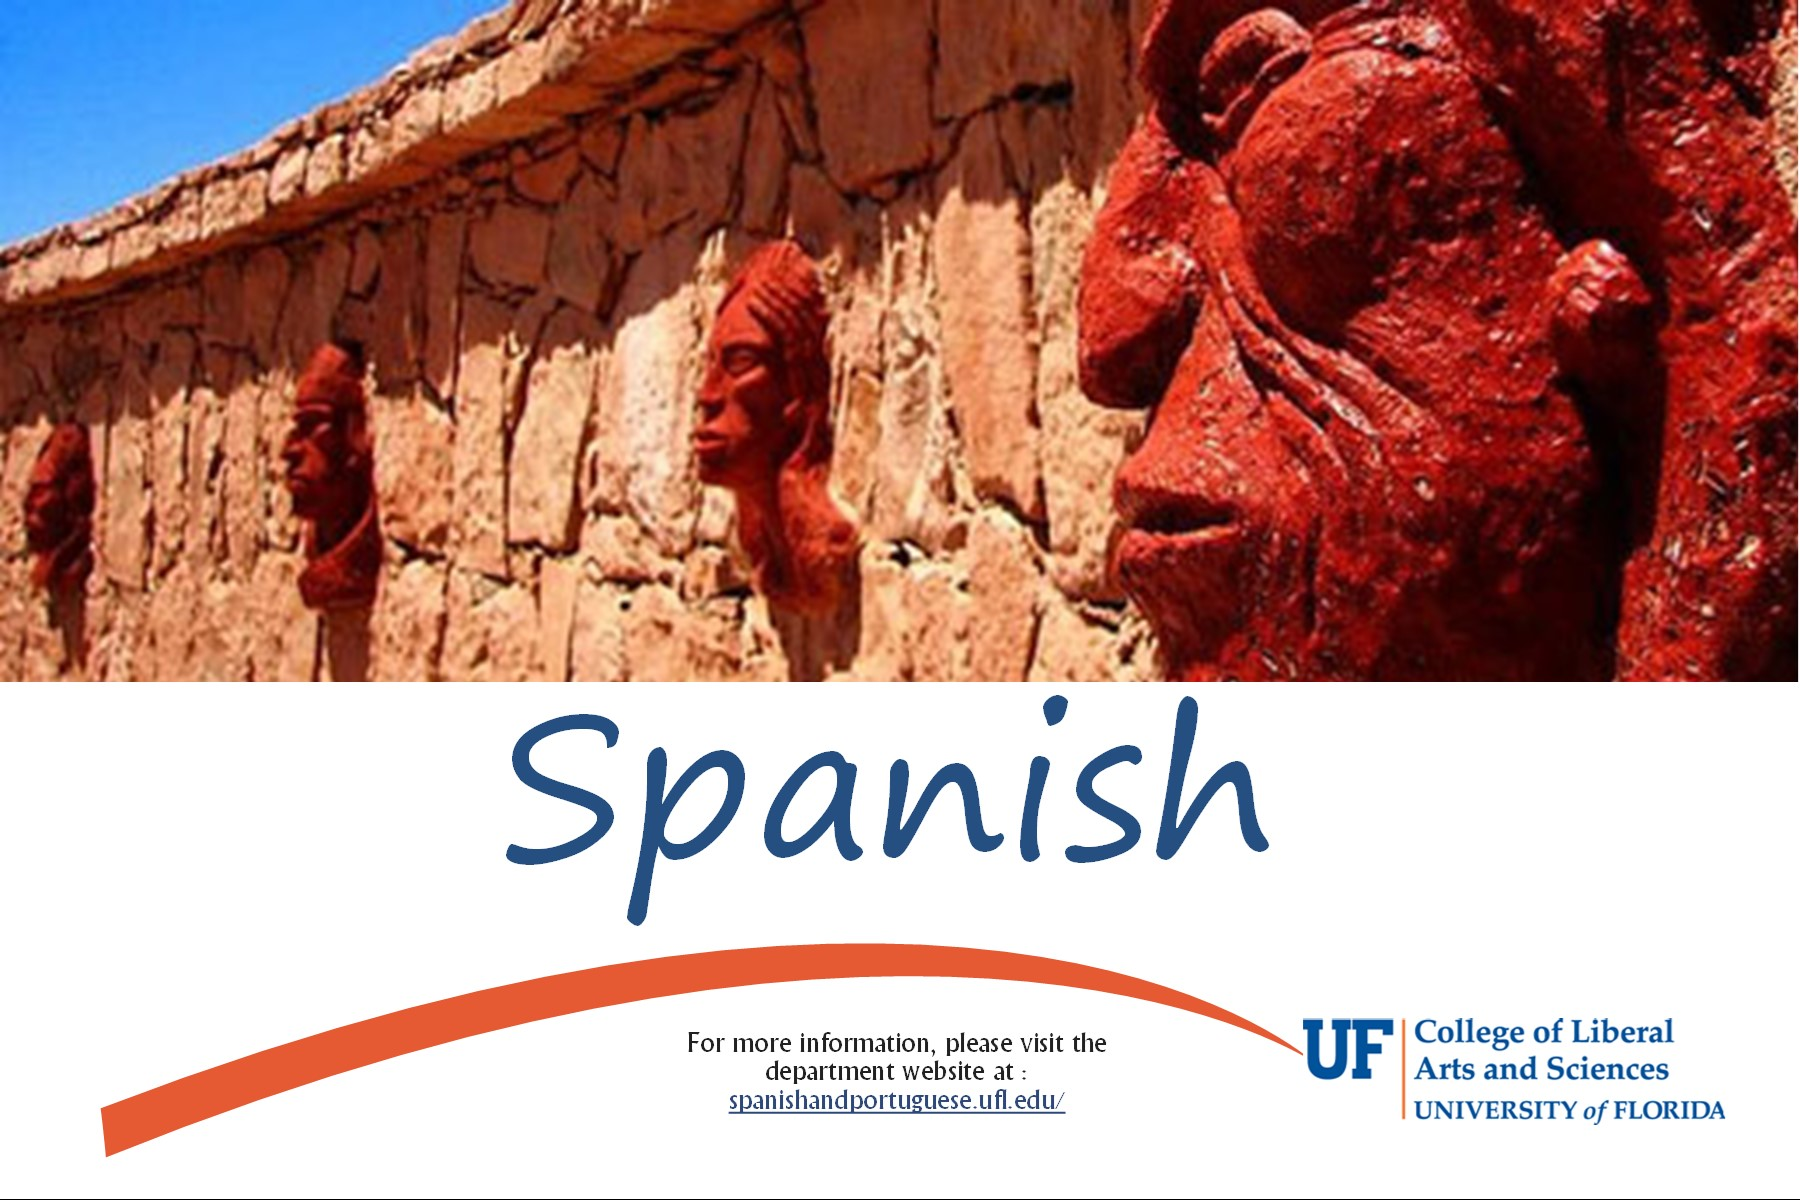 Spanish
For more information, please visit the
department website at :
spanishandportuguese.ufl.edu/
UF
College of Liberal
Arts and Sciences
UNIVERSITY of FLORIDA